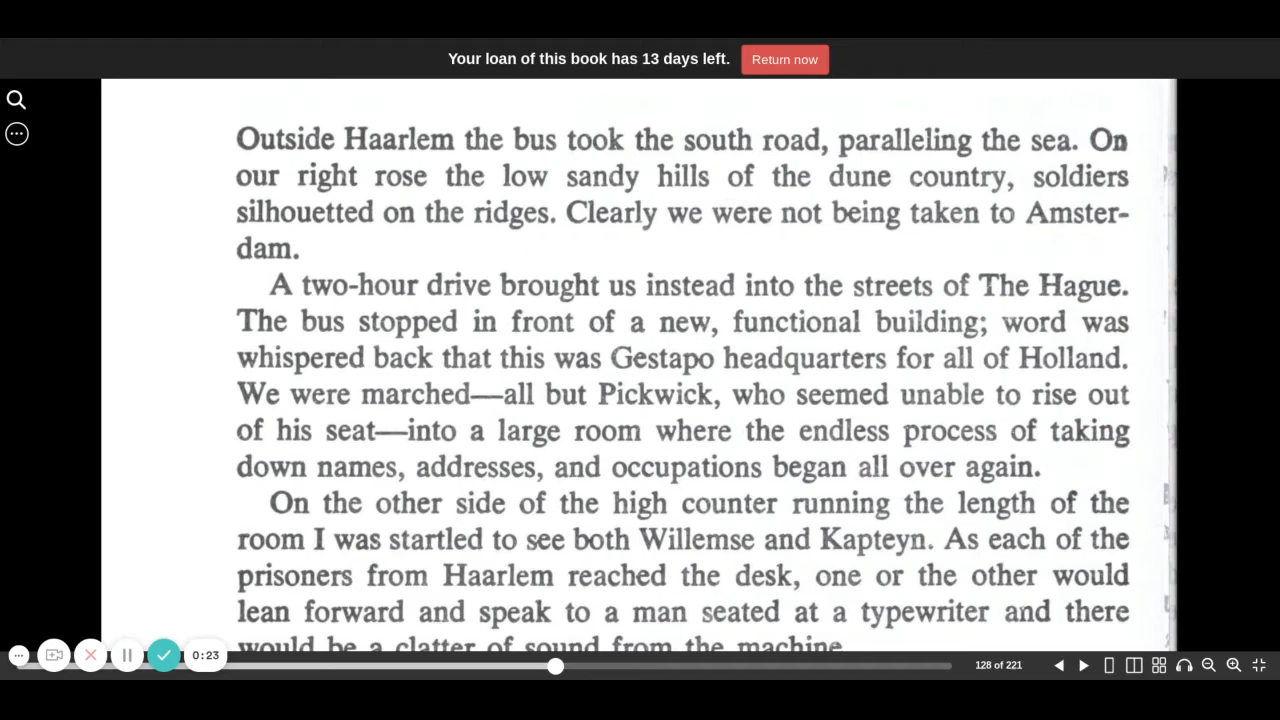 Your loan of this book has 13 days left. Return now
Outside Haarlem the bus took the south road, paralleling the sea. On
our right rose the low sandy hills of the dune country, soldiers
silhouetted on the ridges. Clearly we were not being taken to Amster-
dam.
A two-hour drive brought us instead into the streets of The Hague.
The bus stopped in front of a new, functional building; word was
whispered back that this was Gestapo headquarters for all of Holland.
We were marched—all but Pickwick, who seemed unable to rise out
of his seat—into a large room where the endless process of taking
down names, addresses, and occupations began all over again.
On the other side of the high counter running the length of the
room I was startled to see both Willemse and Kapteyn. As each of the
prisoners from Haarlem reached the desk, one or the other would
lean forward and speak to a man seated at a typewriter and there
would be a clatter of sound from the machine.
0:23
128 of 221